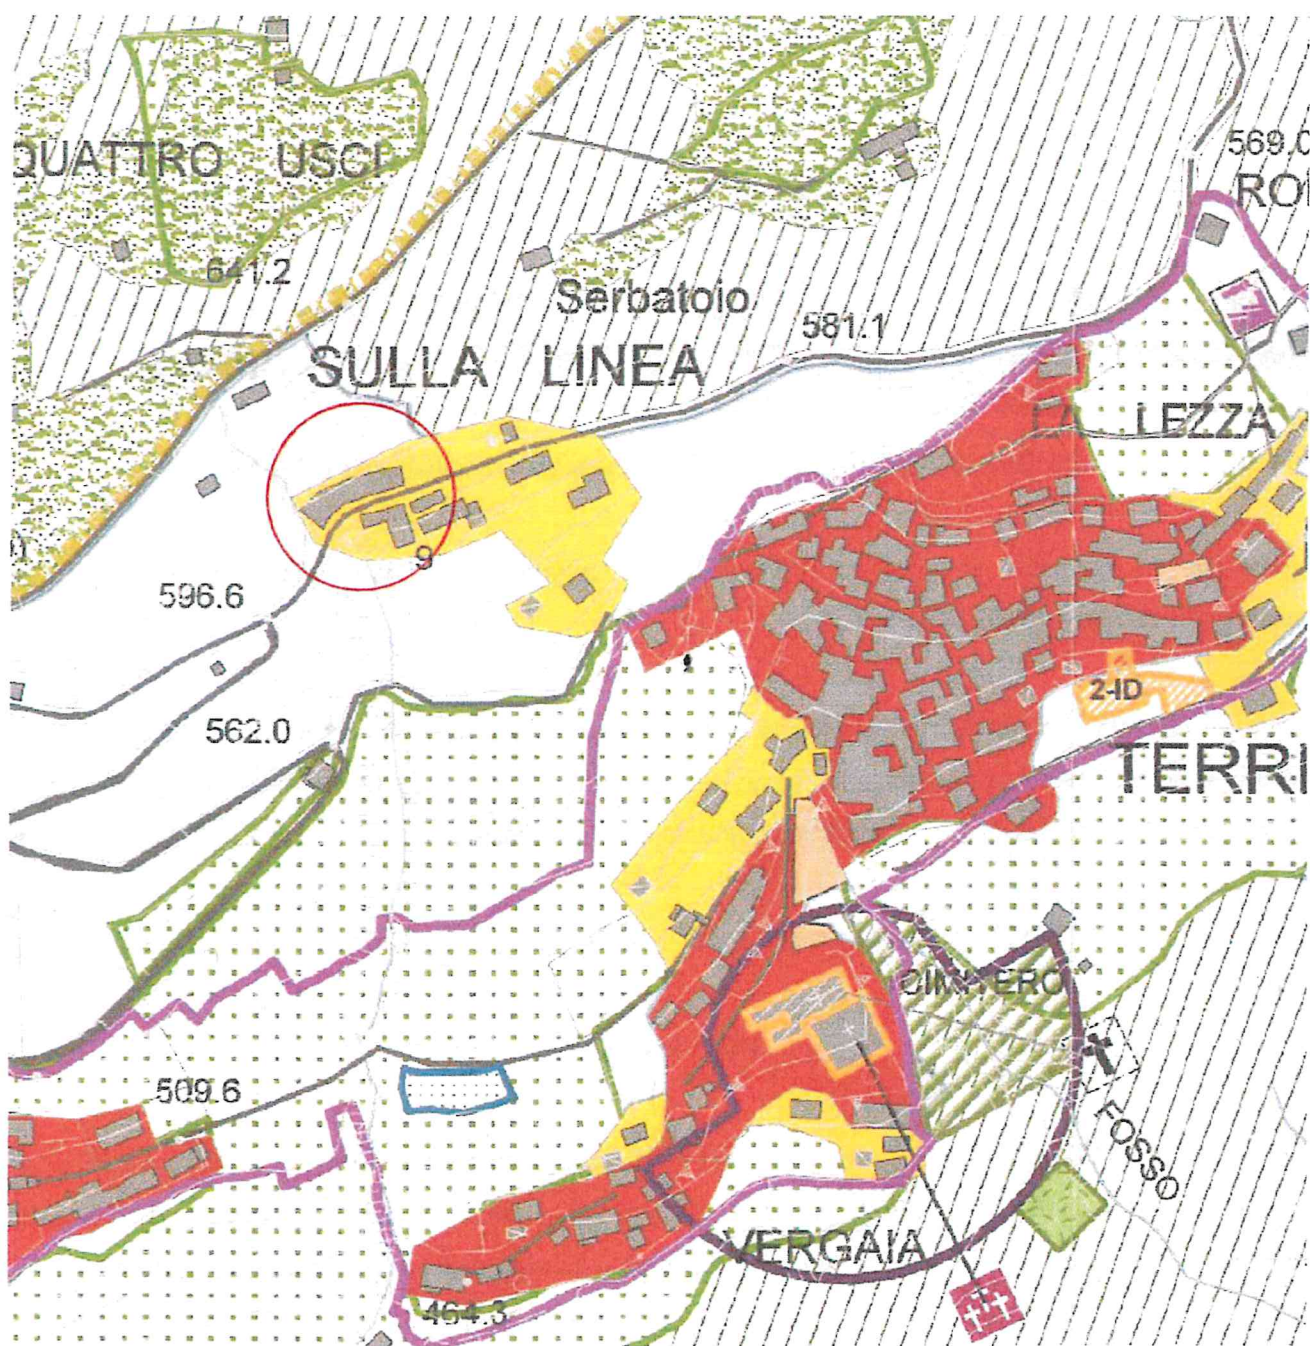 569.0
QUATTRO USCI
641.2
Serbatoio
581.1
SULLA LINEA
LEZZA
9
596.6
2-ID
562.0
TERRI
CIMITERO
509.6
FOSSO
VERGAIA
464.3